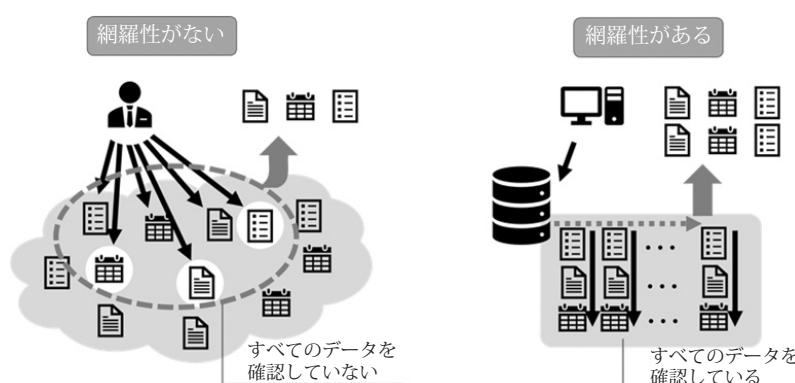 網羅性がない
網羅性がある
すべてのデータを
確認していない
すべてのデータを
確認している